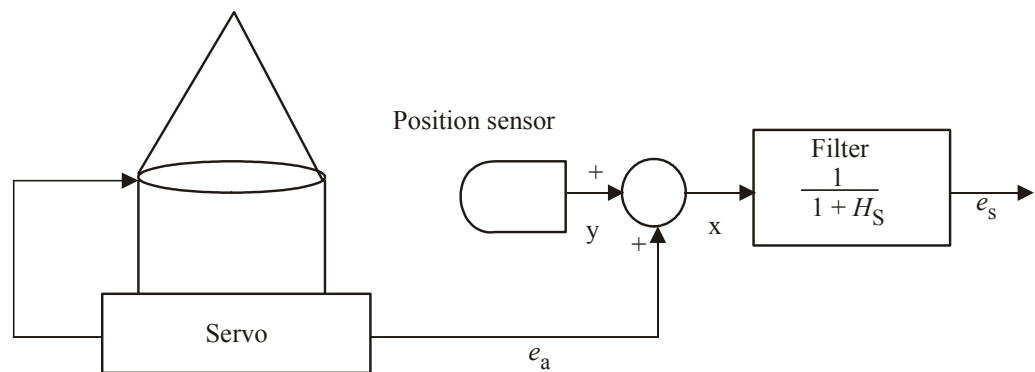 Position sensor
Filter
1
1 + H_S
+
y
+
x
e_s
Servo
e_a